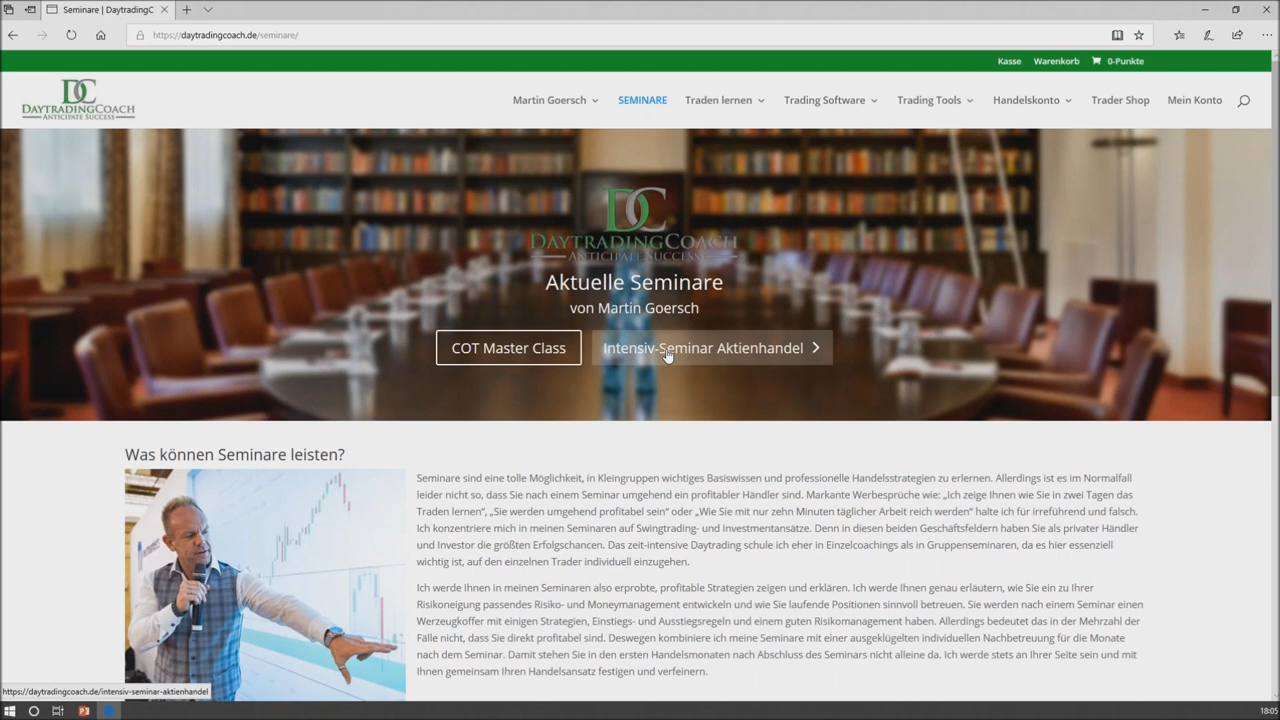 Seminare | DaytradingC
https://daytradingcoach.de/seminare/
Kasse Warenkorb 0-Punkte
DC
DAYTRADINGCOACH
ANTICIPATE SUCCESS
Martin Goersch SEMINARE Traden lernen Trading Software Trading Tools Handelskonto Trader Shop Mein Konto
DC
DAYTRADINGCOACH
ANTICIPATE SUCCESS
Aktuelle Seminare
von Martin Goersch
COT Master Class Intensiv-Seminar Aktienhandel
Was können Seminare leisten?
Seminare sind eine tolle Möglichkeit, in Kleingruppen wichtiges Basiswissen und professionelle Handelsstrategien zu erlernen. Allerdings ist es im Normalfall
leider nicht so, dass Sie nach einem Seminar umgehend ein profitabler Händler sind. Markante Werbesprüche wie: „Ich zeige Ihnen wie Sie in zwei Tagen das
Traden lernen“, „Sie werden umgehend profitabel sein“ oder „Wie Sie mit nur zehn Minuten täglicher Arbeit reich werden“ halte ich für irreführend und falsch.
Ich konzentriere mich in meinen Seminaren auf Swingtrading- und Investmentansätze. Denn in diesen beiden Geschäftsfeldern haben Sie als privater Händler
und Investor die größten Erfolgschancen. Das zeit-intensive Daytrading schule ich eher in Einzelcoachings als in Gruppenseminaren, da es hier essenziell
wichtig ist, auf den einzelnen Trader individuell einzugehen.
Ich werde Ihnen in meinen Seminaren also erprobte, profitable Strategien zeigen und erklären. Ich werde Ihnen genau erläutern, wie Sie ein zu Ihrer
Risikoneigung passendes Risiko- und Moneymanagement entwickeln und wie Sie laufende Positionen sinnvoll betreuen. Sie werden nach einem Seminar einen
Werkzeugkoffer mit einigen Strategien, Einstiegs- und Ausstiegsregeln und einem guten Risikomanagement haben. Allerdings bedeutet das in der Mehrzahl der
Fälle nicht, dass Sie direkt profitabel sind. Deswegen kombiniere ich meine Seminare mit einer ausgeklügelten individuellen Nachbetreuung für die Monate
nach dem Seminar. Damit stehen Sie in den ersten Handelsmonaten nach Abschluss des Seminars nicht alleine da. Ich werde stets an Ihrer Seite sein und mit
Ihnen gemeinsam Ihren Handelsansatz festigen und verfeinern.
https://daytradingcoach.de/intensiv-seminar-aktienhandel
18:05